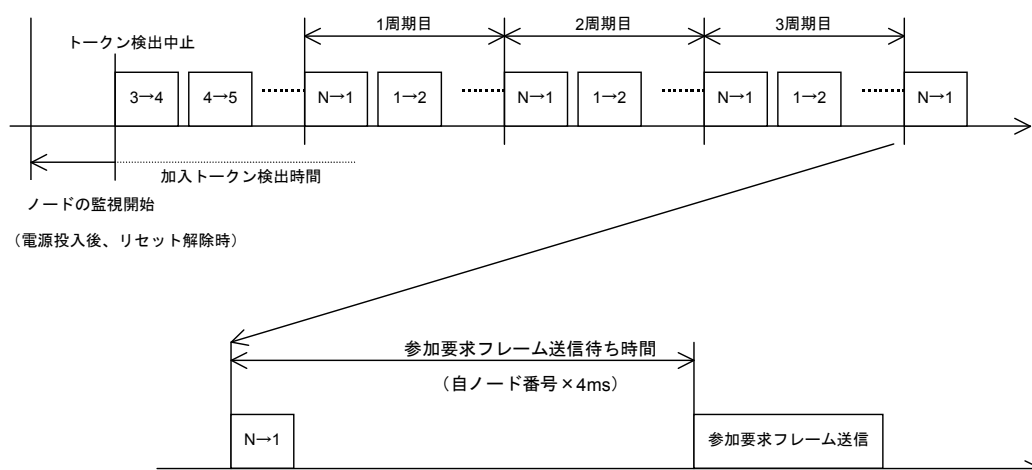 1周期目 2周期目 3周期目
トークン検出中止
3→4 4→5 N→1 1→2 N→1 1→2 N→1 1→2 N→1
加入トークン検出時間
ノードの監視開始
（電源投入後、リセット解除時）
参加要求フレーム送信待ち時間
（自ノード番号×4ms）
N→1 参加要求フレーム送信